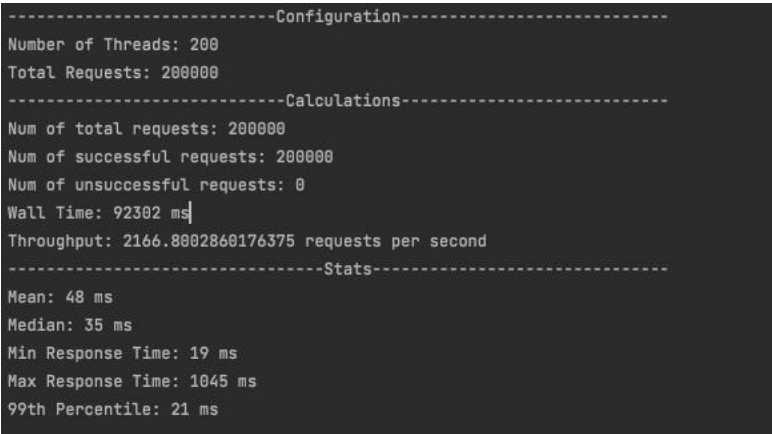 ----------------------------Configuration----------------------------
Number of Threads: 200
Total Requests: 200000
-----------------------------Calculations----------------------------
Num of total requests: 200000
Num of successful requests: 200000
Num of unsuccessful requests: 0
Wall Time: 92302 ms
Throughput: 2166.8002860176375 requests per second
---------------------------------Stats-------------------------------
Mean: 48 ms
Median: 35 ms
Min Response Time: 19 ms
Max Response Time: 1045 ms
99th Percentile: 21 ms